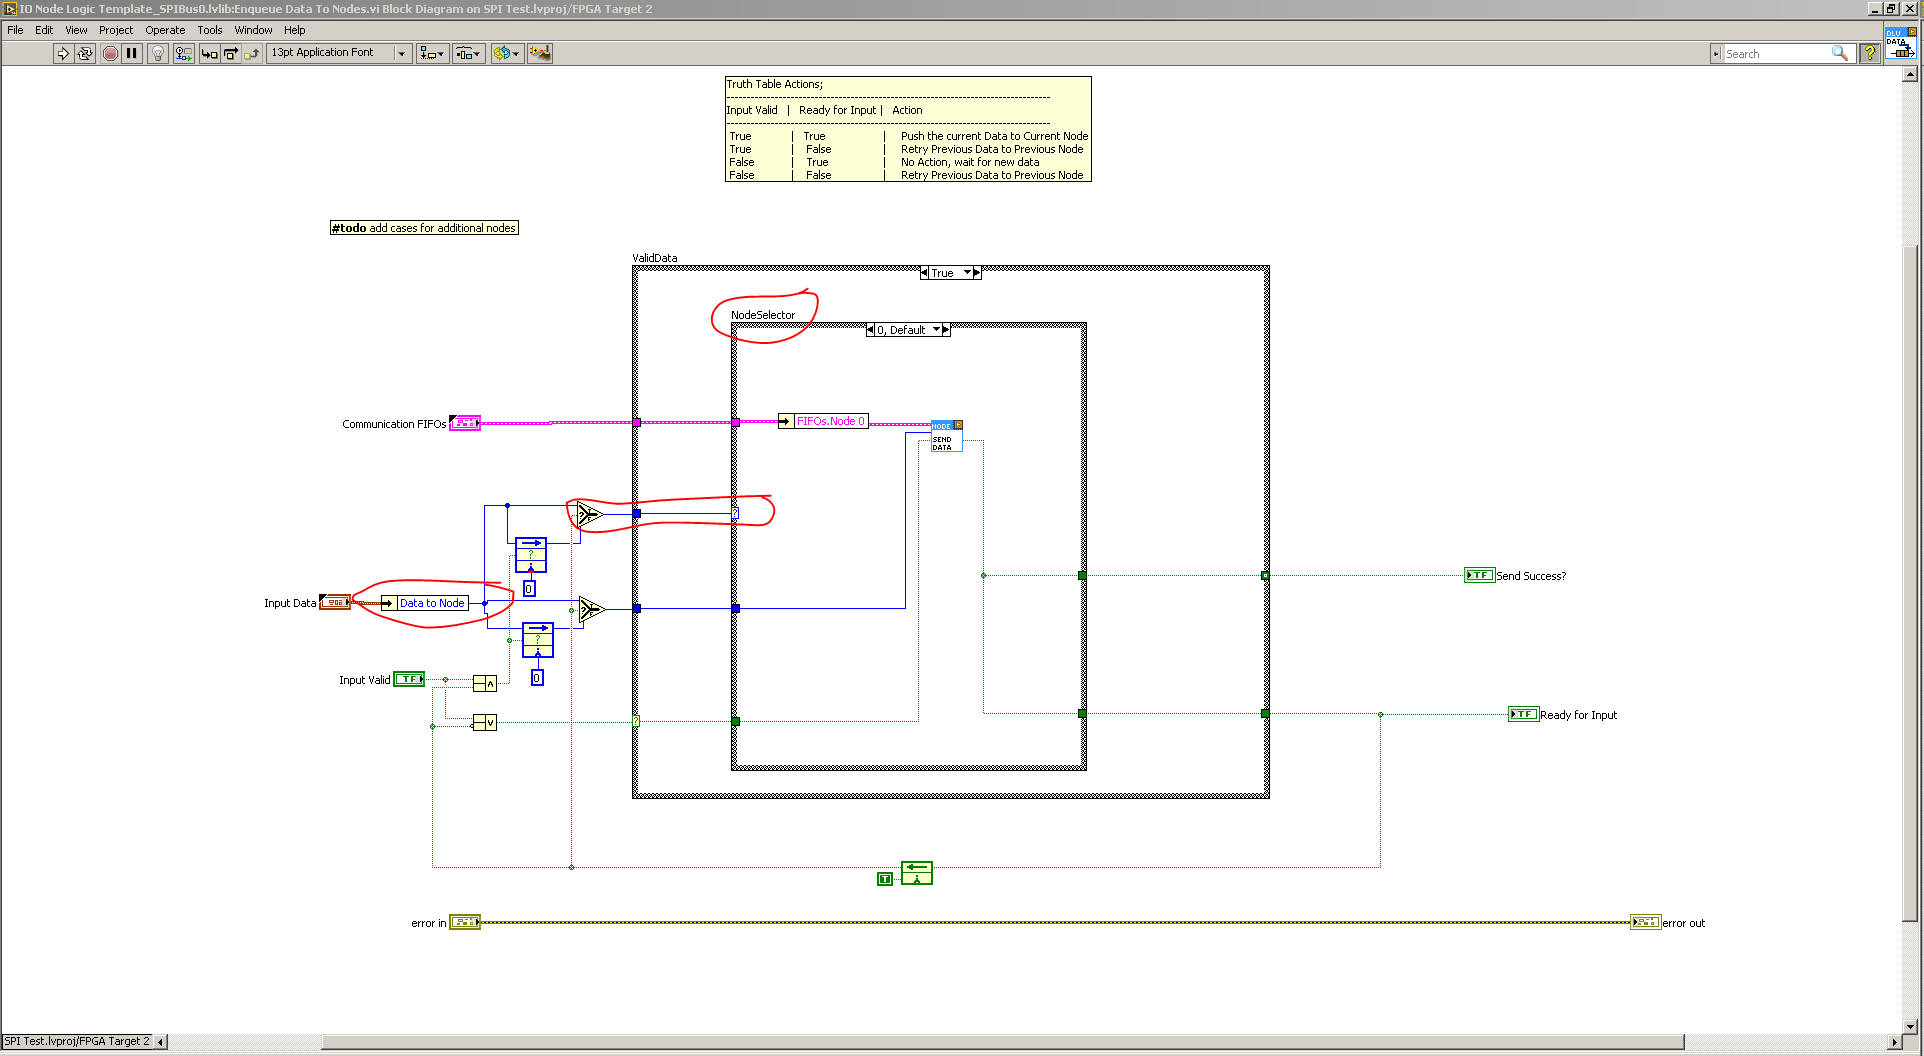 IO Node Logic Template_SPIBus0.lvlib:Enqueue Data To Nodes.vi Block Diagram on SPI Test.lvproj/FPGA Target 2
File Edit View Project Operate Tools Window Help
13pt Application Font
Search
?
DLU
DATA
Truth Table Actions;
Input Valid | Ready for Input | Action
True | True | Push the current Data to Current Node
True | False | Retry Previous Data to Previous Node
False | True | No Action, wait for new data
False | False | Retry Previous Data to Previous Node
#todo add cases for additional nodes
ValidData
True
NodeSelector
0, Default
Communication FIFOs
FIFOs.Node 0
NODE
SEND
DATA
?
?
F
?
0
Send Success?
TF
Input Data
Data to Node
?
F
?
0
Input Valid
TF
?
TF
Ready for Input
T
error in
error out
SPI Test.lvproj/FPGA Target 2